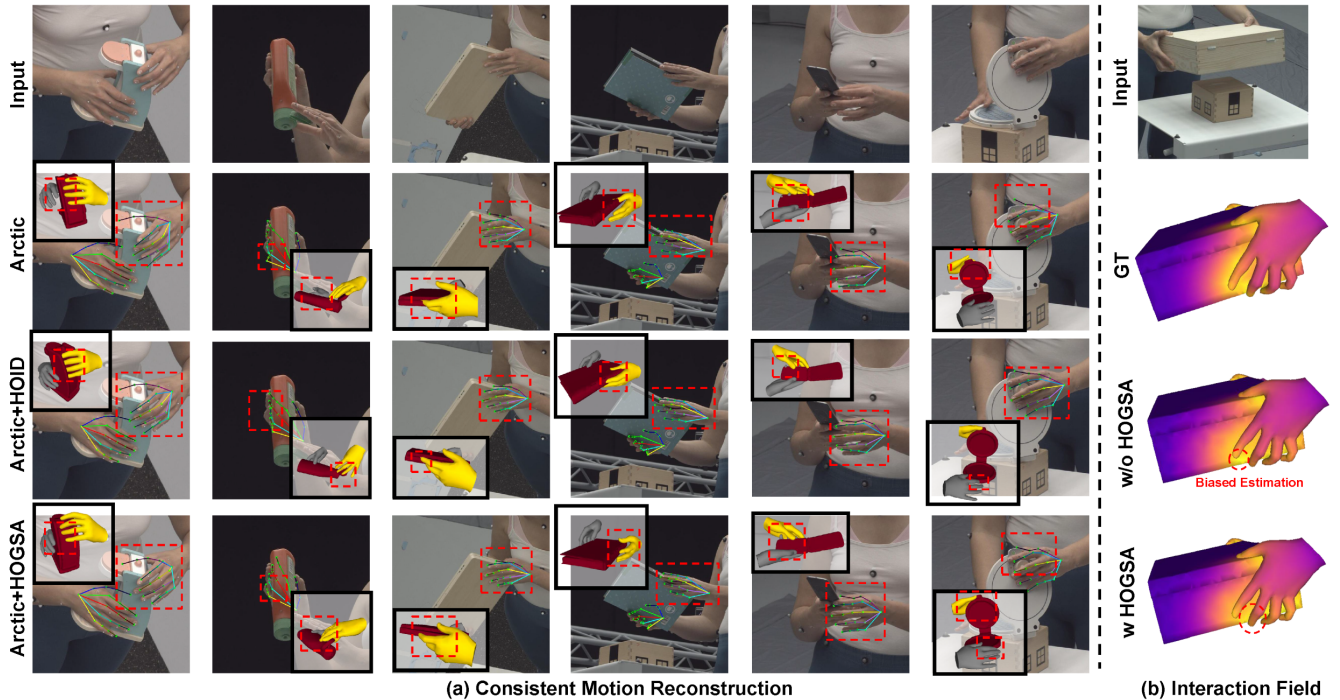 Input
Arctic
Arctic+HOID
Arctic+HOGSA
(a) Consistent Motion Reconstruction
Input
GT
w/o HOGSA
Biased Estimation
w HOGSA
(b) Interaction Field